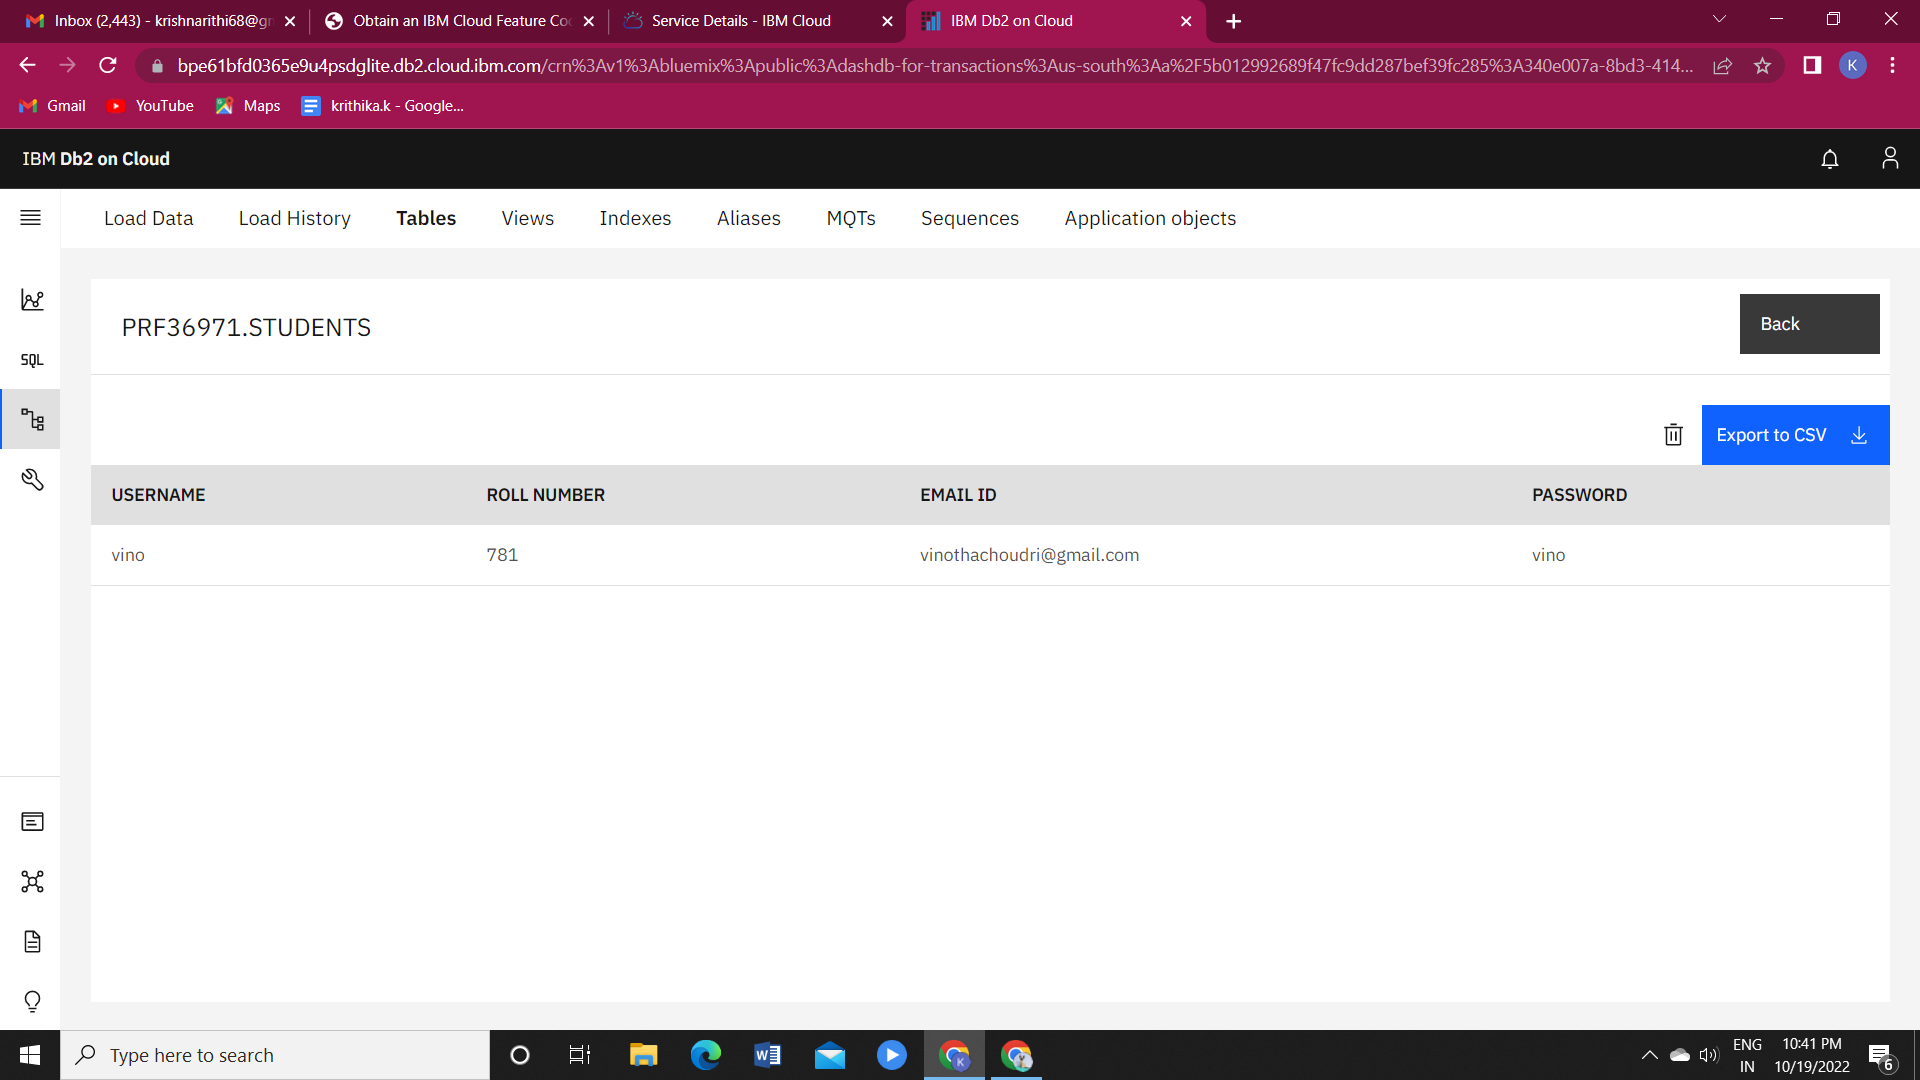 Inbox (2,443) - krishnarithi68@gm
Obtain an IBM Cloud Feature Co
Service Details - IBM Cloud
IBM Db2 on Cloud
bpe61bfd0365e9u4psdglite.db2.cloud.ibm.com/crn%3Av1%3Abluemix%3Apublic%3Adashdb-for-transactions%3Aus-south%3Aa%2F5b012992689f47fc9dd287bef39fc285%3A340e007a-8bd3-414...
K
Gmail
YouTube
Maps
krithika.k - Google...
IBM Db2 on Cloud
Load Data
Load History
Tables
Views
Indexes
Aliases
MQTs
Sequences
Application objects
SQL
PRF36971.STUDENTS
Back
Export to CSV
USERNAME ROLL NUMBER EMAIL ID PASSWORD
vino 781 vinothachoudri@gmail.com vino
Type here to search
ENG
IN
10:41 PM
10/19/2022
6